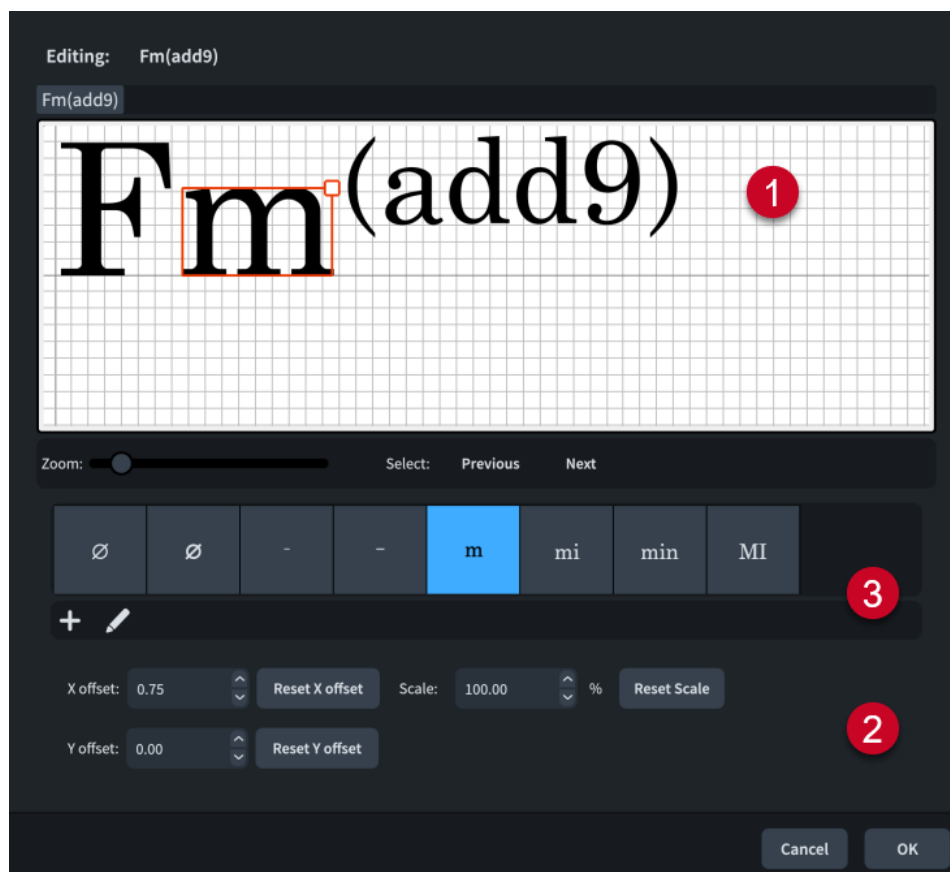 Editing: Fm(add9)
Fm(add9)
Fm(add9)
1
Zoom: Select: Previous Next
∅ ∅ - - m mi min MI
3
X offset: 0.75 Reset X offset Scale: 100.00 % Reset Scale
2
Y offset: 0.00 Reset Y offset
Cancel OK